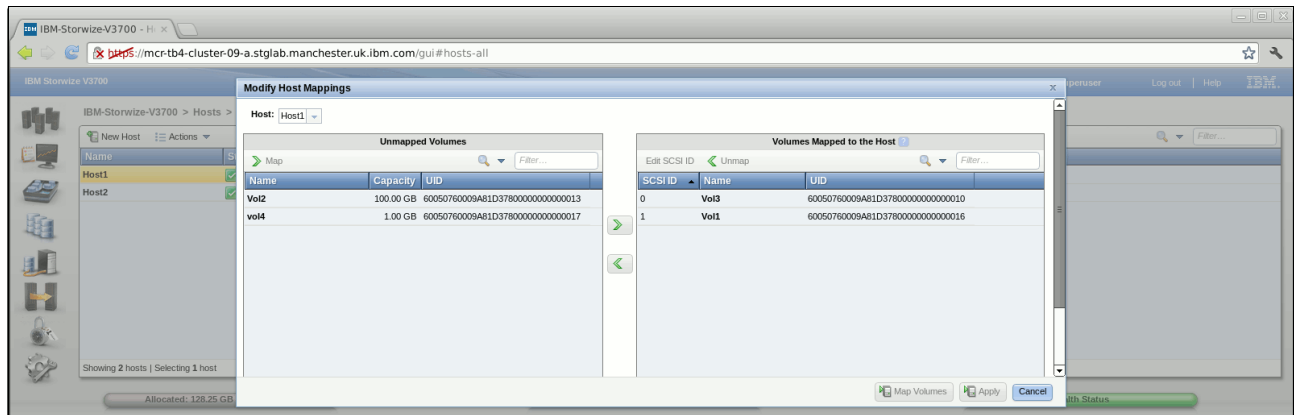 IBM-Storwize-V3700 - H
https://mcr-tb4-cluster-09-a.stglab.manchester.uk.ibm.com/gui#hosts-all
IBM Storwize V3700
Modify Host Mappings
x
peruser
Log out | Help
IBM.
IBM-Storwize-V3700 > Hosts >
Host: Host1
New Host Actions
Filter...
Unmapped Volumes
Volumes Mapped to the Host ?
Map
Filter...
Edit SCSI ID Unmap
Filter...
Name
Name Capacity UID
SCSI ID Name UID
Host1
Host2
Vol2 100.00 GB 60050760009A81D37800000000000013
vol4 1.00 GB 60050760009A81D37800000000000017
0 Vol3 60050760009A81D37800000000000010
1 Vol1 60050760009A81D37800000000000016
Showing 2 hosts | Selecting 1 host
Map Volumes Apply Cancel
Allocated: 128.25 GB
lth Status